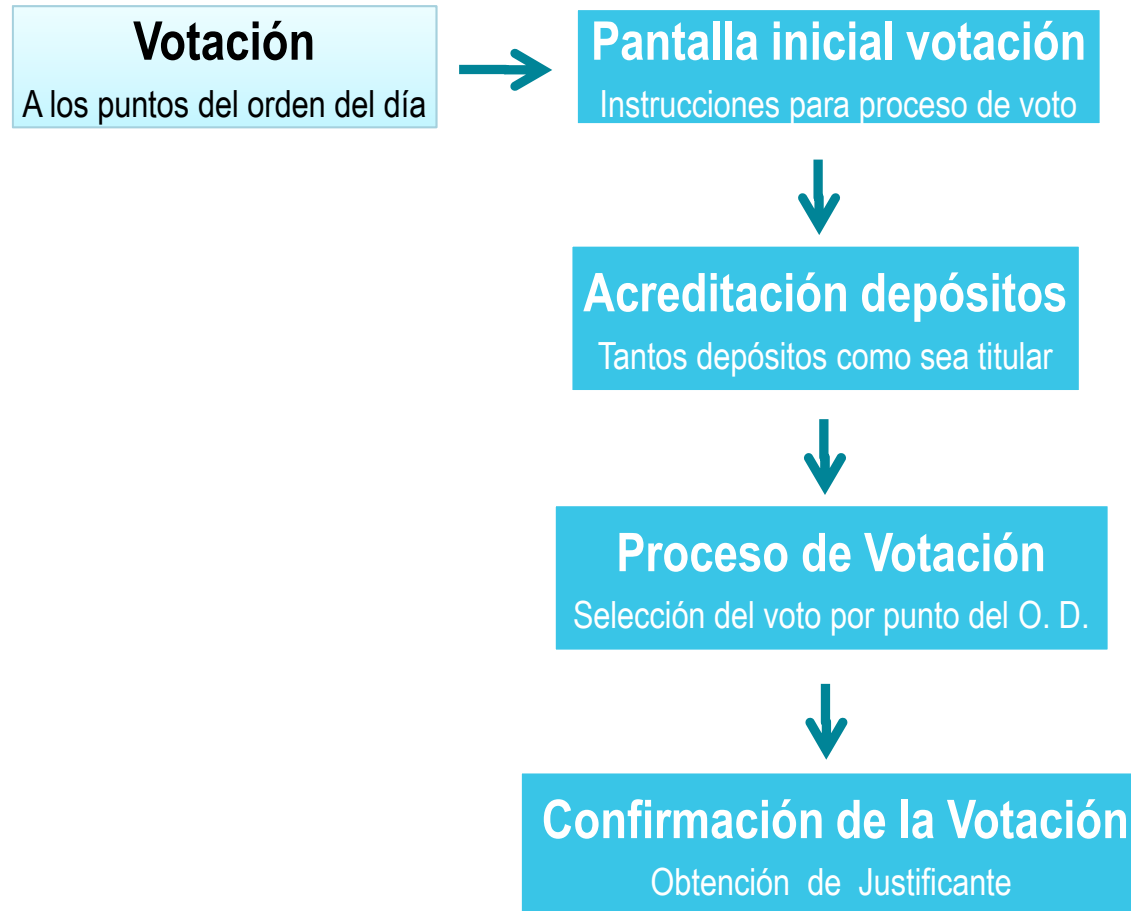 Votación
A los puntos del orden del día
Pantalla inicial votación
Instrucciones para proceso de voto
Acreditación depósitos
Tantos depósitos como sea titular
Proceso de Votación
Selección del voto por punto del O. D.
Confirmación de la Votación
Obtención de Justificante